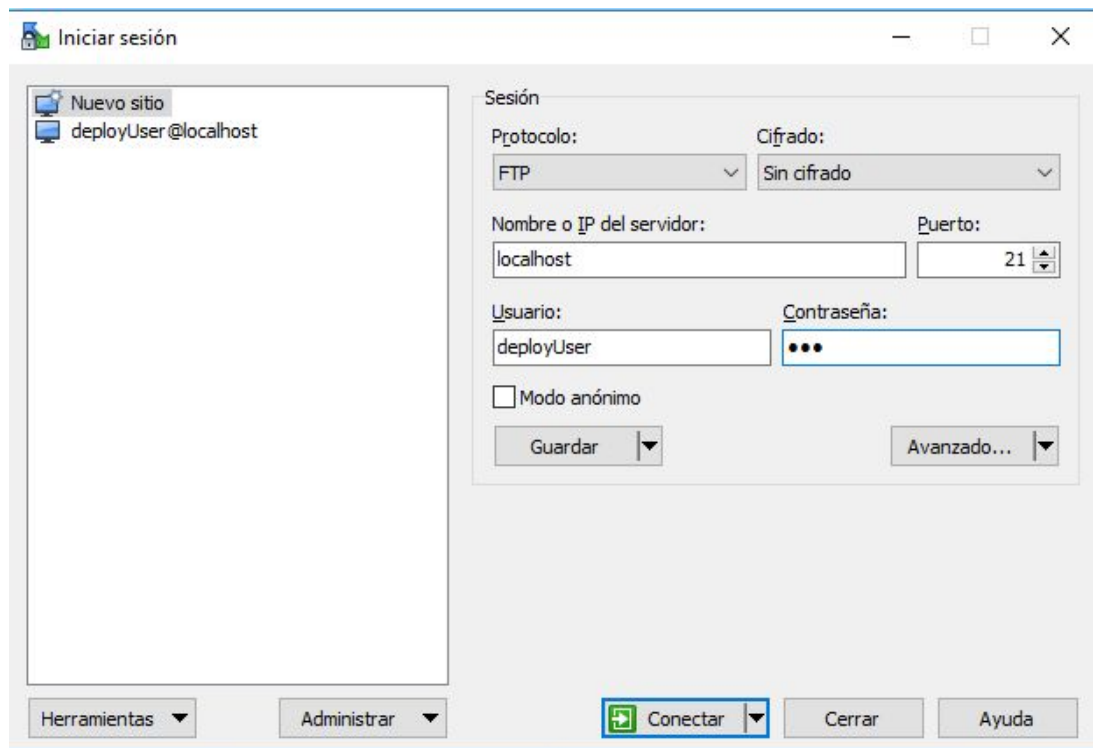 Iniciar sesión
Nuevo sitio
deployUser@localhost
Sesión
Protocolo: Cifrado:
FTP Sin cifrado
Nombre o IP del servidor: Puerto:
localhost 21
Usuario: Contraseña:
deployUser •••
Modo anónimo
Guardar Avanzado...
Herramientas Administrar Conectar Cerrar Ayuda